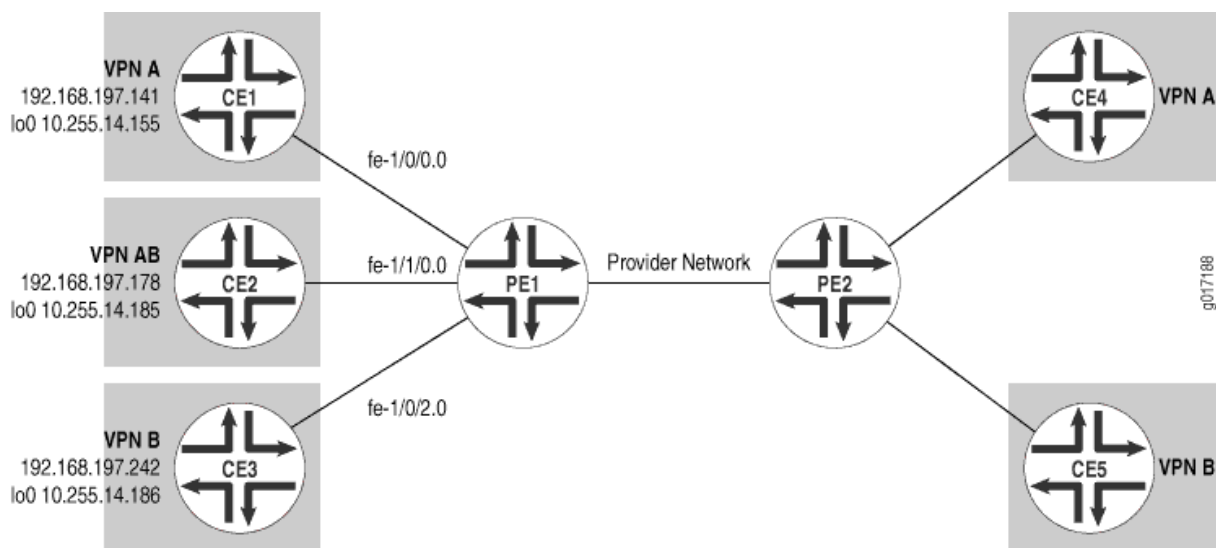 VPN A
192.168.197.141
lo0 10.255.14.155
CE1
fe-1/0/0.0
VPN AB
192.168.197.178
lo0 10.255.14.185
CE2
fe-1/1/0.0
VPN B
192.168.197.242
lo0 10.255.14.186
CE3
fe-1/0/2.0
PE1
Provider Network
PE2
CE4
VPN A
CE5
VPN B
g017188